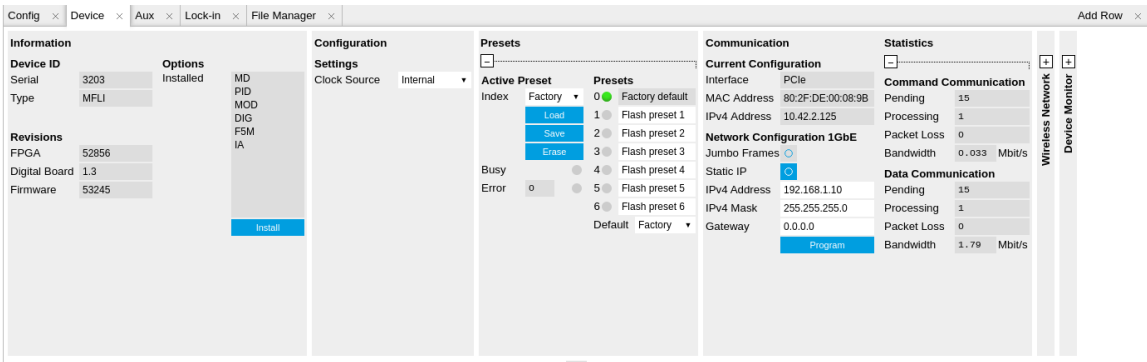 Config × Device × Aux × Lock-in × File Manager × Add Row ×
Information
Device ID
Serial 3203
Type MFLI
Revisions
FPGA 52856
Digital Board 1.3
Firmware 53245
Options
Installed MD
PID
MOD
DIG
F5M
IA
Install
Configuration
Settings
Clock Source Internal
Presets
Active Preset
Index Factory
Load
Save
Erase
Busy
Error 0
Presets
0 Factory default
1 Flash preset 1
2 Flash preset 2
3 Flash preset 3
4 Flash preset 4
5 Flash preset 5
6 Flash preset 6
Default Factory
Communication
Current Configuration
Interface PCIe
MAC Address 80:2F:DE:00:08:9B
IPv4 Address 10.42.2.125
Network Configuration 1GbE
Jumbo Frames
Static IP
IPv4 Address 192.168.1.10
IPv4 Mask 255.255.255.0
Gateway 0.0.0.0
Program
Statistics
Command Communication
Pending 15
Processing 1
Packet Loss 0
Bandwidth 0.033 Mbit/s
Data Communication
Pending 15
Processing 1
Packet Loss 0
Bandwidth 1.79 Mbit/s
Wireless Network
Device Monitor